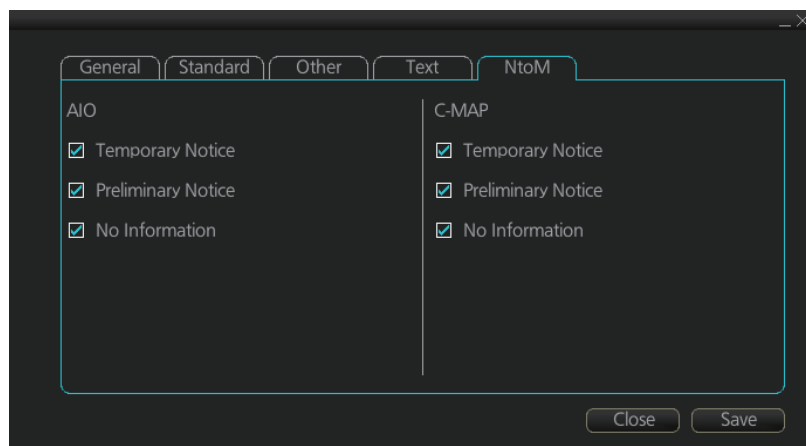 General Standard Other Text NtoM
AIO
Temporary Notice
Preliminary Notice
No Information
C-MAP
Temporary Notice
Preliminary Notice
No Information
Close Save